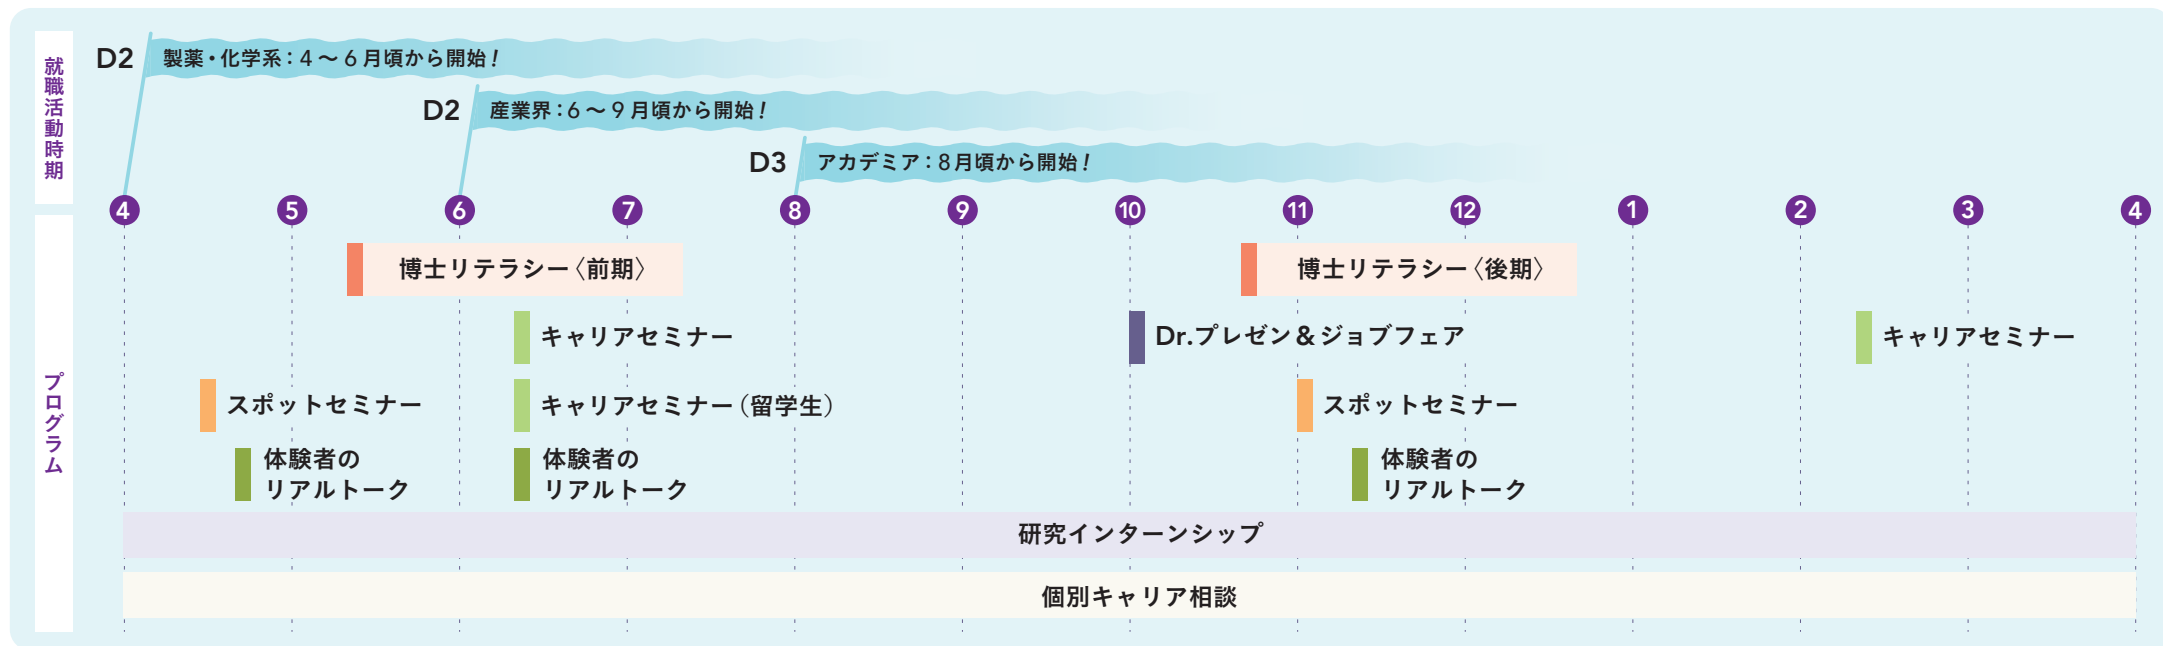 就職活動時期
D2 製薬・化学系：4～6月頃から開始！
D2 産業界：6～9月頃から開始！
D3 アカデミア：8月頃から開始！
4 5 6 7 8 9 10 11 12 1 2 3 4
プログラム
博士リテラシー〈前期〉
博士リテラシー〈後期〉
キャリアセミナー
Dr.プレゼン＆ジョブフェア
キャリアセミナー
スポットセミナー
キャリアセミナー（留学生）
スポットセミナー
体験者の
リアルトーク
体験者の
リアルトーク
体験者の
リアルトーク
研究インターンシップ
個別キャリア相談